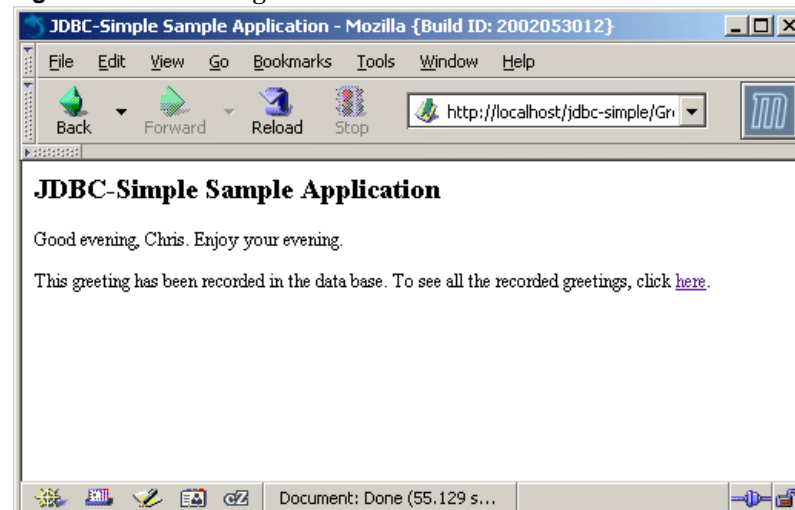 JDBC-Simple Sample Application - Mozilla {Build ID: 2002053012}
File Edit View Go Bookmarks Tools Window Help
Back Forward Reload Stop http://localhost/jdbc-simple/Gr
JDBC-Simple Sample Application
Good evening, Chris. Enjoy your evening.
This greeting has been recorded in the data base. To see all the recorded greetings, click here.
Document: Done (55.129 s...